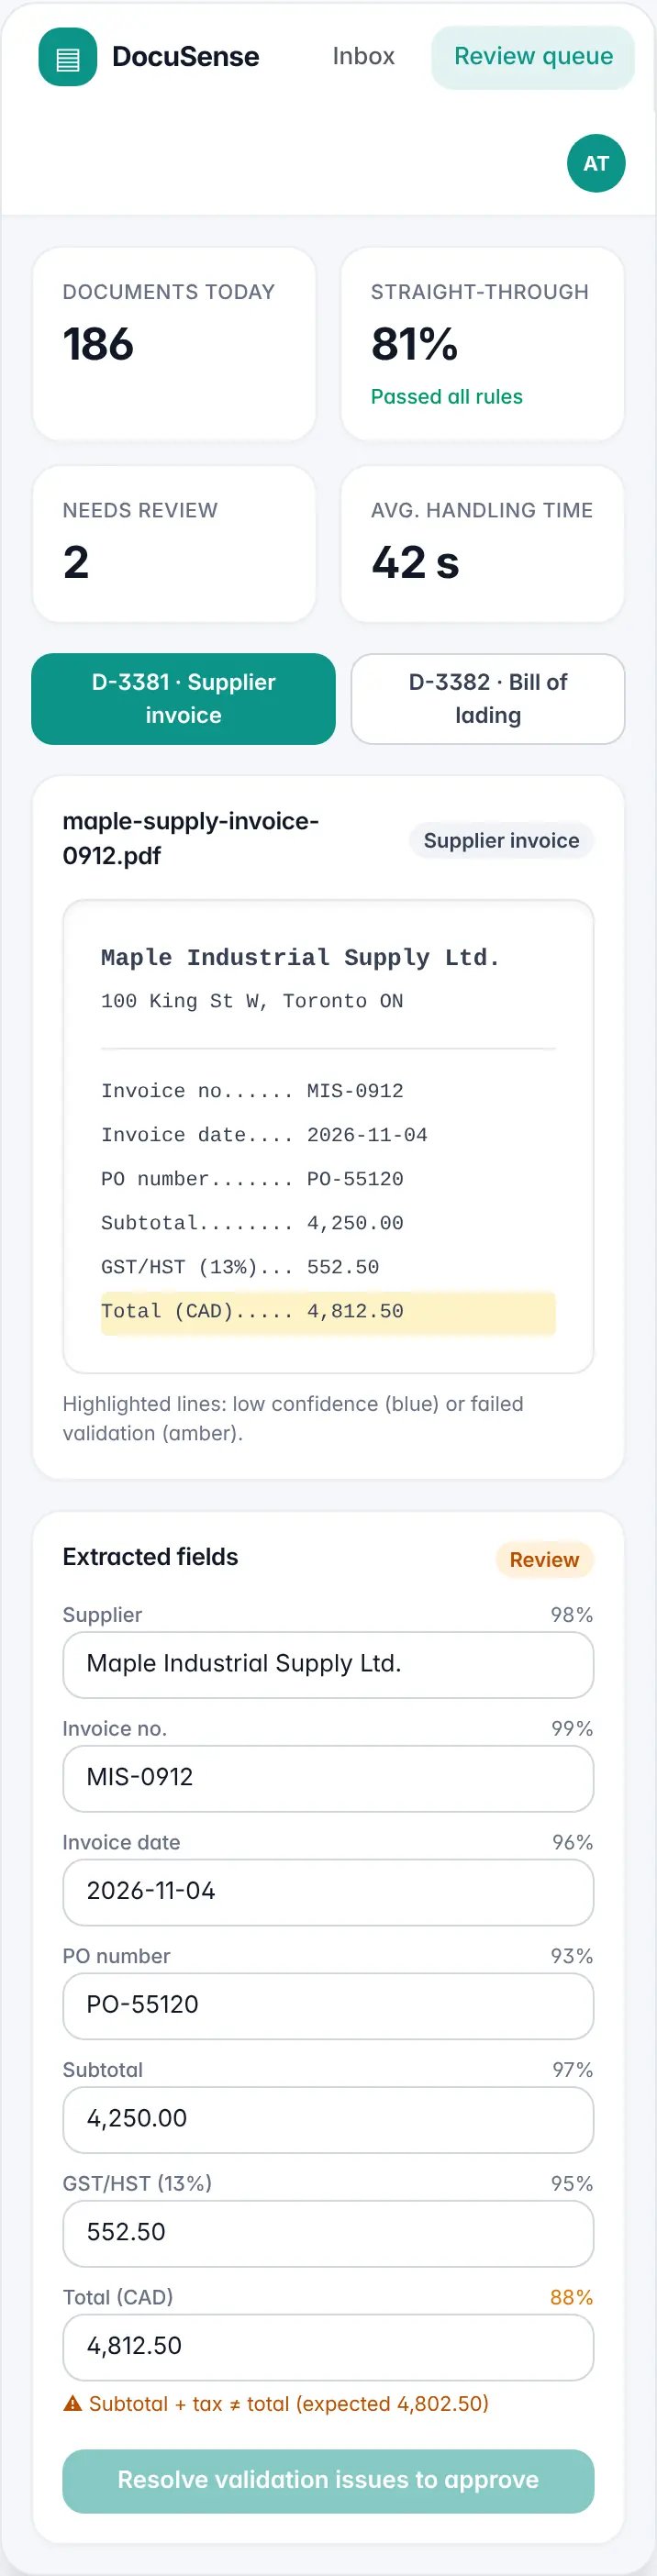 DocuSense
Inbox
Review queue
AT
DOCUMENTS TODAY
186
STRAIGHT-THROUGH
81%
Passed all rules
NEEDS REVIEW
2
AVG. HANDLING TIME
42 s
D-3381 · Supplier
invoice
D-3382 · Bill of
lading
maple-supply-invoice-
0912.pdf
Supplier invoice
Maple Industrial Supply Ltd.
100 King St W, Toronto ON
Invoice no...... MIS-0912
Invoice date.... 2026-11-04
PO number....... PO-55120
Subtotal........ 4,250.00
GST/HST (13%)... 552.50
Total (CAD)..... 4,812.50
Highlighted lines: low confidence (blue) or failed
validation (amber).
Extracted fields
Review
Supplier 98%
Maple Industrial Supply Ltd.
Invoice no. 99%
MIS-0912
Invoice date 96%
2026-11-04
PO number 93%
PO-55120
Subtotal 97%
4,250.00
GST/HST (13%) 95%
552.50
Total (CAD) 88%
4,812.50
⚠ Subtotal + tax ≠ total (expected 4,802.50)
Resolve validation issues to approve